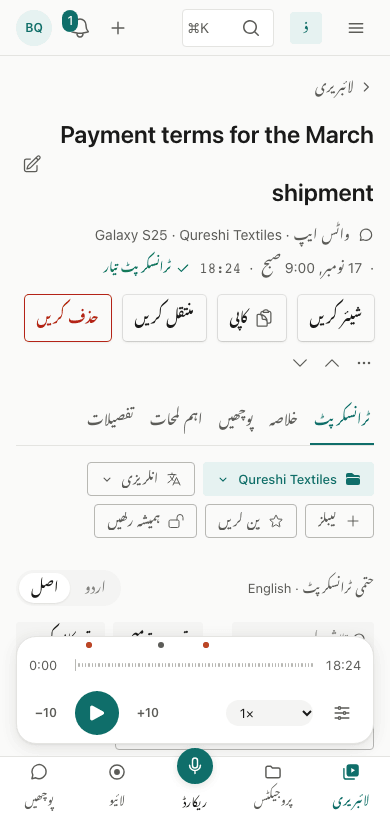 BQ 1 ⌘K ذ
لائبریری
Payment terms for the March
shipment
واٹس ایپ · Galaxy S25 · Qureshi Textiles
· 17 نومبر, 9:00 صبح · 18:24 ترانسکرپٹ تیار
شیئر کریں کاپی منتقل کریں حذف کریں
ٹرانسکرپٹ خلاصہ پوچھیں اہم لمحات تفصیلات
Qureshi Textiles انگریزی
لیبلز پن کریں ہمیشہ رکھیں
حتمی ٹرانسکرپٹ · English اردو اصل
0:00 18:24
−10 +10 1×
لائبریری پروجیکٹس ریکارڈ لائیو پوچھیں